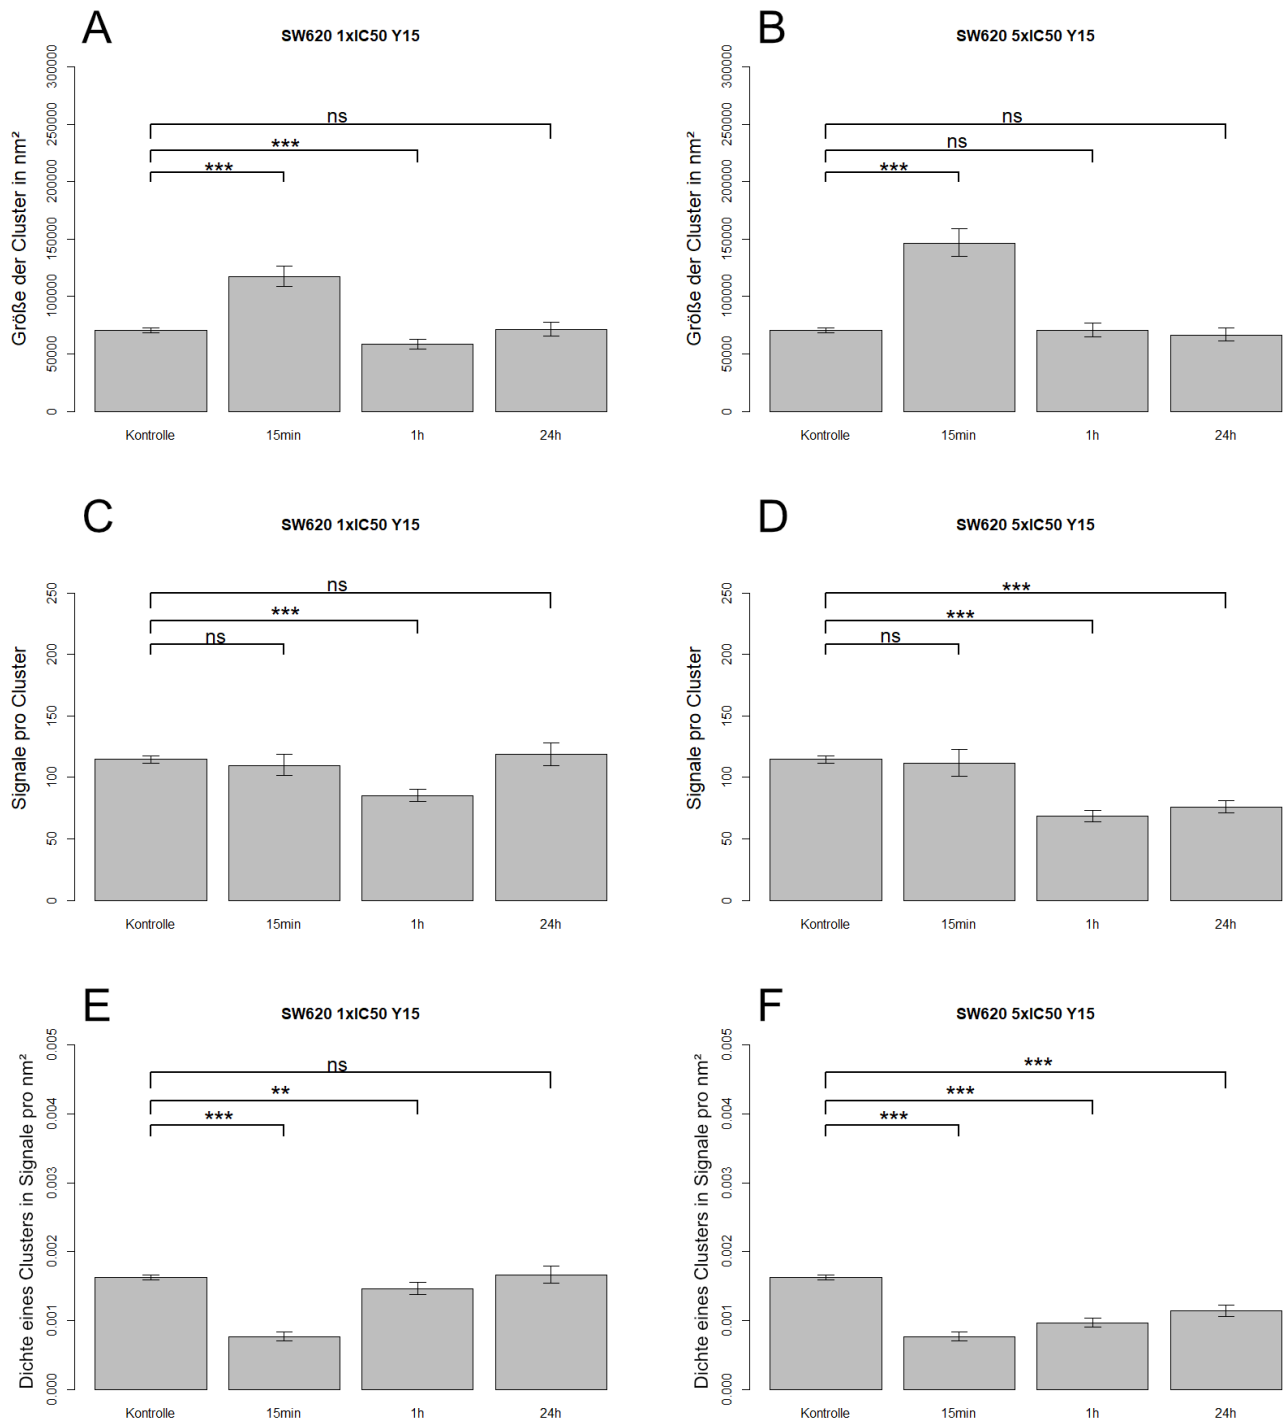 A
SW620 1xIC50 Y15
Größe der Cluster in nm²
300000
250000
200000
150000
100000
50000
0
ns
***
***
Kontrolle 15min 1h 24h
B
SW620 5xIC50 Y15
Größe der Cluster in nm²
300000
250000
200000
150000
100000
50000
0
ns
ns
***
Kontrolle 15min 1h 24h
C
SW620 1xIC50 Y15
Signale pro Cluster
250
200
150
100
50
0
ns
***
ns
Kontrolle 15min 1h 24h
D
SW620 5xIC50 Y15
Signale pro Cluster
250
200
150
100
50
0
***
***
ns
Kontrolle 15min 1h 24h
E
SW620 1xIC50 Y15
Dichte eines Clusters in Signale pro nm²
0.005
0.004
0.003
0.002
0.001
0.000
ns
**
***
Kontrolle 15min 1h 24h
F
SW620 5xIC50 Y15
Dichte eines Clusters in Signale pro nm²
0.005
0.004
0.003
0.002
0.001
0.000
***
***
***
Kontrolle 15min 1h 24h